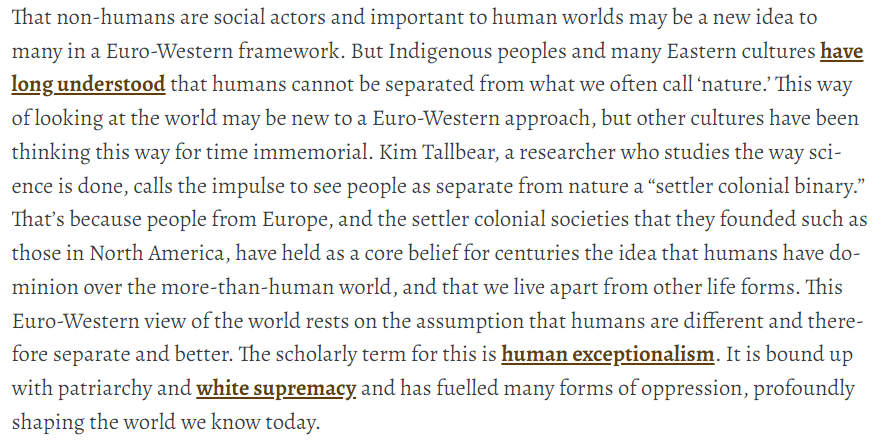 That non-humans are social actors and important to human worlds may be a new idea to
many in a Euro-Western framework. But Indigenous peoples and many Eastern cultures have
long understood that humans cannot be separated from what we often call ‘nature.’ This way
of looking at the world may be new to a Euro-Western approach, but other cultures have been
thinking this way for time immemorial. Kim Tallbear, a researcher who studies the way sci-
ence is done, calls the impulse to see people as separate from nature a “settler colonial binary.”
That’s because people from Europe, and the settler colonial societies that they founded such as
those in North America, have held as a core belief for centuries the idea that humans have do-
minion over the more-than-human world, and that we live apart from other life forms. This
Euro-Western view of the world rests on the assumption that humans are different and there-
fore separate and better. The scholarly term for this is human exceptionalism. It is bound up
with patriarchy and white supremacy and has fuelled many forms of oppression, profoundly
shaping the world we know today.